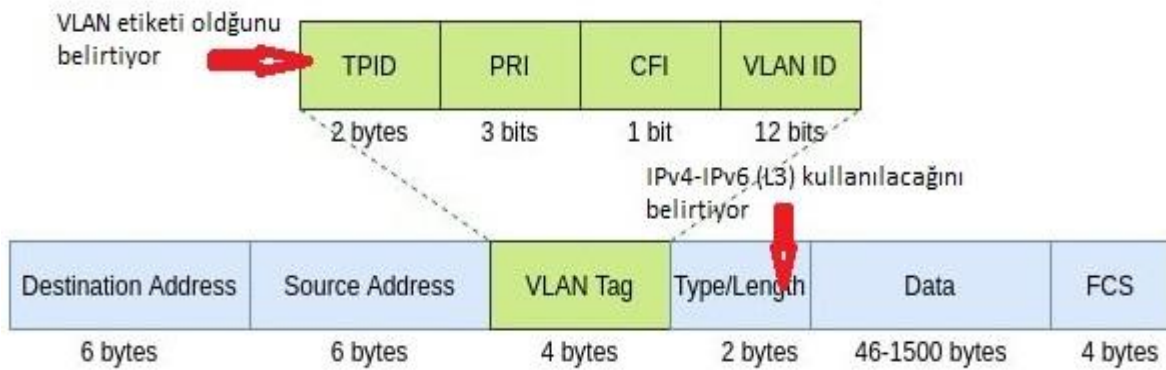 VLAN etiketi oldğunu
belirtiyor
TPID PRI CFI VLAN ID
2 bytes 3 bits 1 bit 12 bits
IPv4-IPv6 (L3) kullanılacağını
belirtiyor
Destination Address Source Address VLAN Tag Type/Length Data FCS
6 bytes 6 bytes 4 bytes 2 bytes 46-1500 bytes 4 bytes